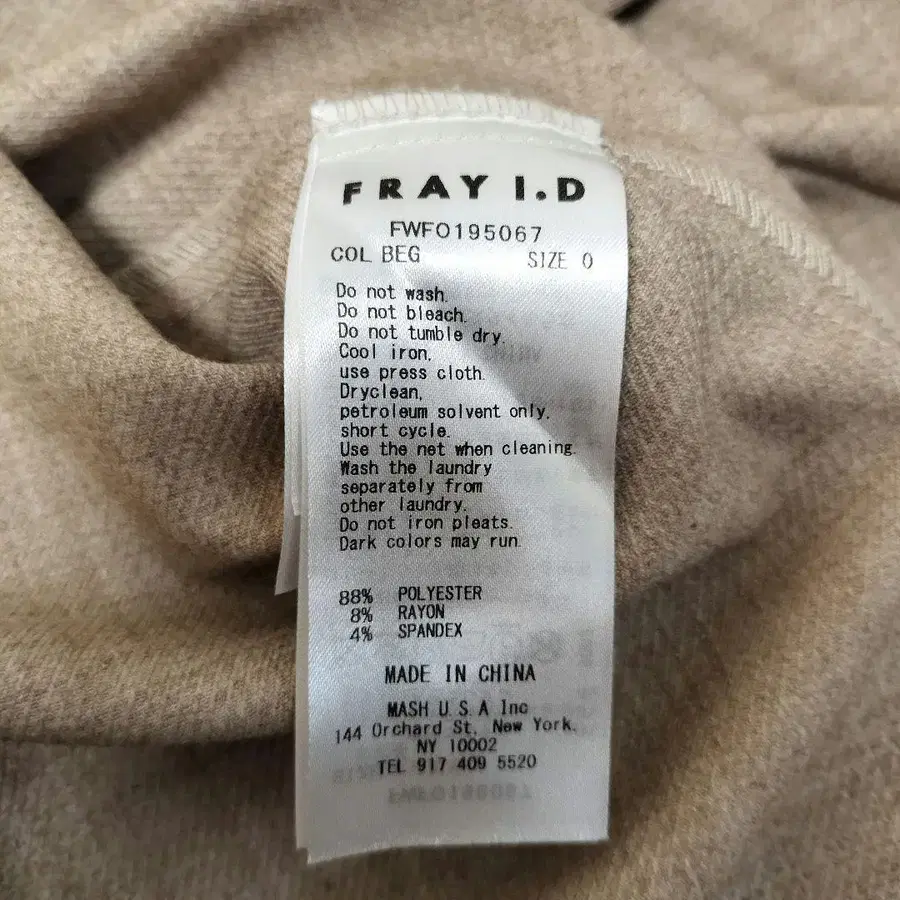 FRAY I.D
FWFO195067
COL BEG SIZE 0
Do not wash.
Do not bleach.
Do not tumble dry.
Cool iron,
use press cloth.
Dryclean,
petroleum solvent only,
short cycle.
Use the net when cleaning.
Wash the laundry
separately from
other laundry.
Do not iron pleats.
Dark colors may run.
88% POLYESTER
8% RAYON
4% SPANDEX
MADE IN CHINA
MASH U.S.A Inc
144 Orchard St, New York,
NY 10002
TEL 917 409 5520